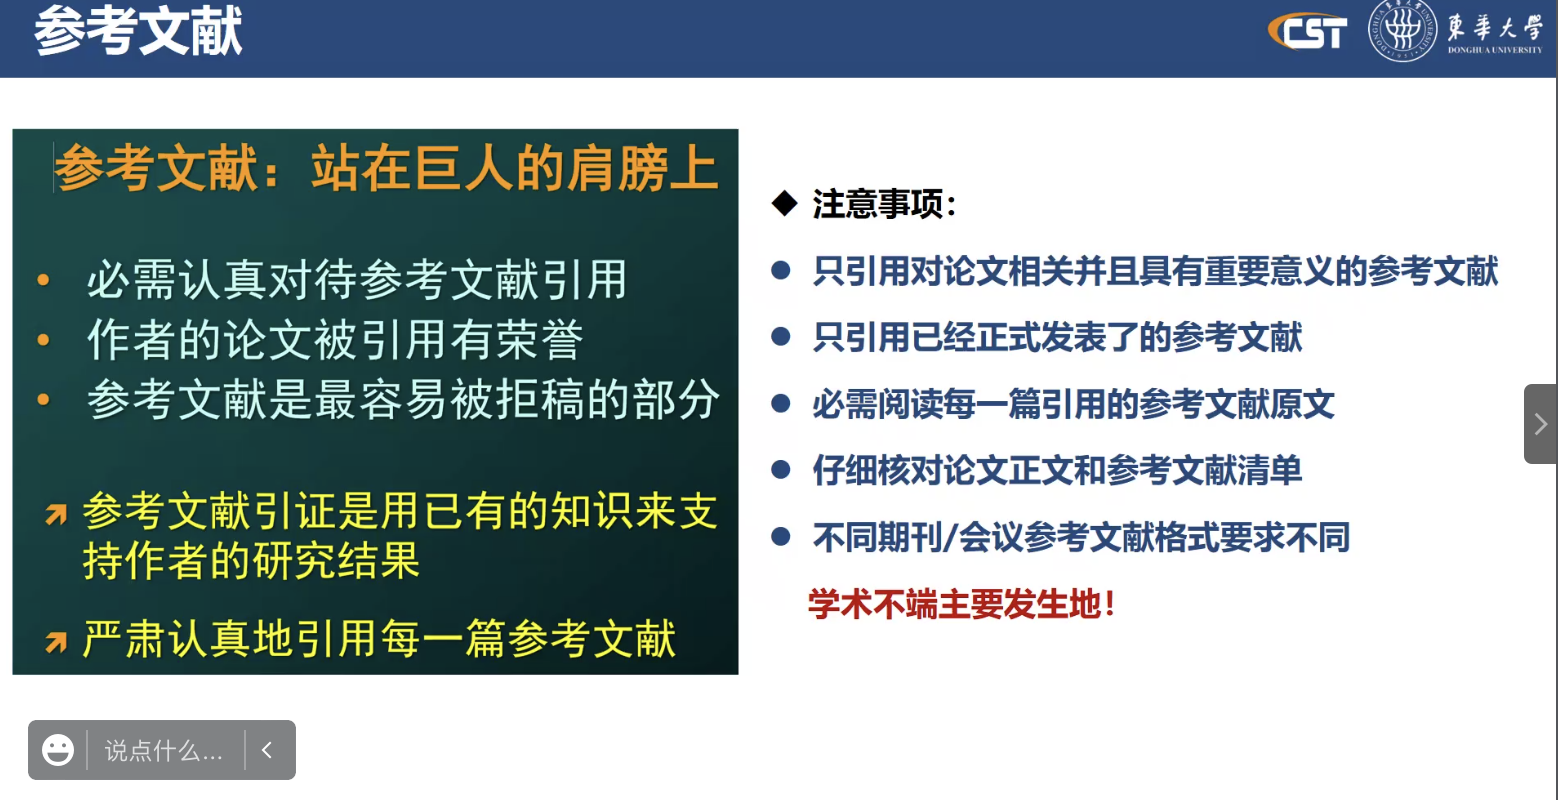 参考文献
CST
DONGHUA UNIVERSITY
東華大學
DONGHUA UNIVERSITY
参考文献：站在巨人的肩膀上
• 必需认真对待参考文献引用
• 作者的论文被引用有荣誉
• 参考文献是最容易被拒稿的部分
参考文献引证是用已有的知识来支
持作者的研究结果
严肃认真地引用每一篇参考文献
◆ 注意事项：
● 只引用对论文相关并且具有重要意义的参考文献
● 只引用已经正式发表了的参考文献
● 必需阅读每一篇引用的参考文献原文
● 仔细核对论文正文和参考文献清单
● 不同期刊/会议参考文献格式要求不同
学术不端主要发生地！
说点什么...